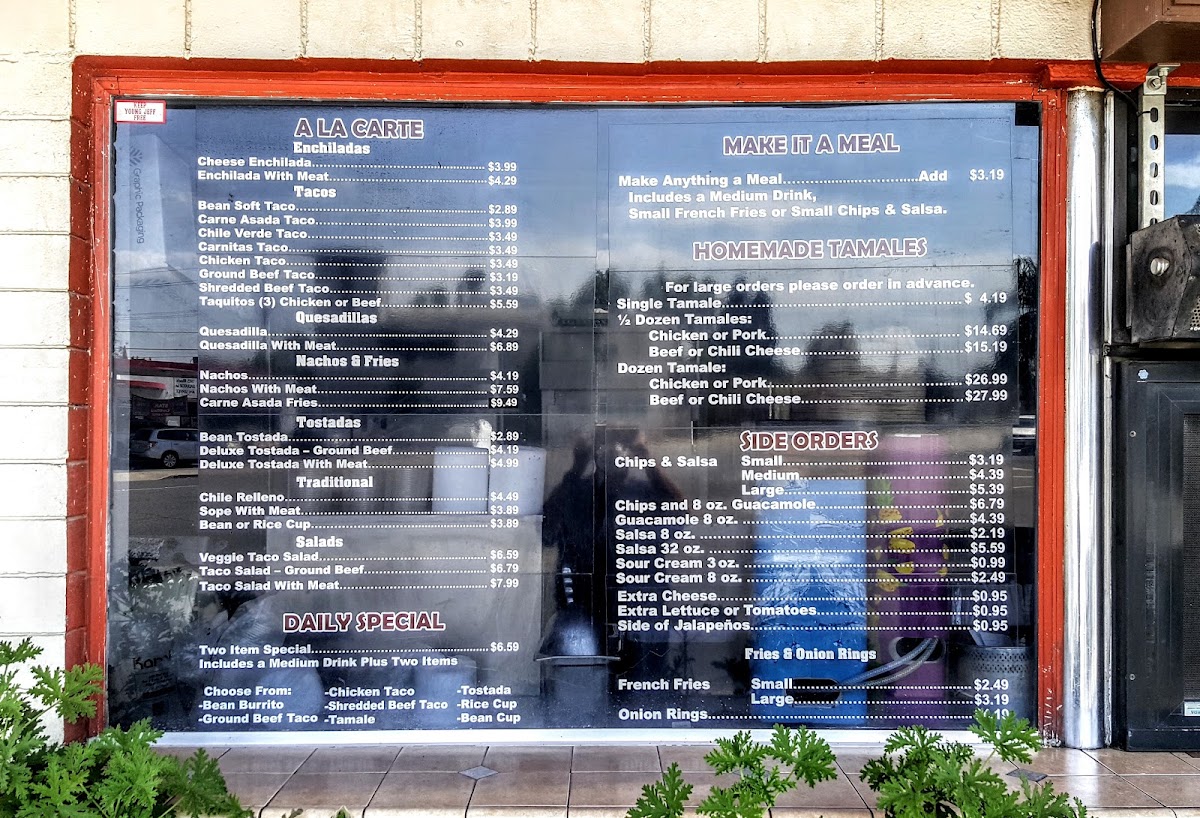 KEEP
YOUNG JEFF
FREE
Graphic Packaging
A LA CARTE
Enchiladas
Cheese Enchilada $3.99
Enchilada With Meat $4.29
Tacos
Bean Soft Taco $2.89
Carne Asada Taco $3.99
Chile Verde Taco $3.49
Carnitas Taco $3.49
Chicken Taco $3.49
Ground Beef Taco $3.19
Shredded Beef Taco $3.49
Taquitos (3) Chicken or Beef $5.59
Quesadillas
Quesadilla $4.29
Quesadilla With Meat $6.89
Nachos & Fries
Nachos $4.19
Nachos With Meat $7.59
Carne Asada Fries $9.49
Tostadas
Bean Tostada $2.89
Deluxe Tostada – Ground Beef $4.19
Deluxe Tostada With Meat $4.99
Traditional
Chile Relleno $4.49
Sope With Meat $3.89
Bean or Rice Cup $3.89
Salads
Veggie Taco Salad $6.59
Taco Salad – Ground Beef $6.79
Taco Salad With Meat $7.99
DAILY SPECIAL
Two Item Special $6.59
Includes a Medium Drink Plus Two Items
Choose From: -Chicken Taco -Tostada
-Bean Burrito -Shredded Beef Taco -Rice Cup
-Ground Beef Taco -Tamale -Bean Cup
MAKE IT A MEAL
Make Anything a Meal Add $3.19
Includes a Medium Drink,
Small French Fries or Small Chips & Salsa.
HOMEMADE TAMALES
For large orders please order in advance.
Single Tamale $ 4.19
½ Dozen Tamales:
Chicken or Pork $14.69
Beef or Chili Cheese $15.19
Dozen Tamale:
Chicken or Pork $26.99
Beef or Chili Cheese $27.99
SIDE ORDERS
Chips & Salsa Small $3.19
Medium $4.39
Large $5.39
Chips and 8 oz. Guacamole $6.79
Guacamole 8 oz. $4.39
Salsa 8 oz. $2.19
Salsa 32 oz. $5.59
Sour Cream 3 oz. $0.99
Sour Cream 8 oz. $2.49
Extra Cheese $0.95
Extra Lettuce or Tomatoes $0.95
Side of Jalapeños $0.95
Fries & Onion Rings
French Fries Small $2.49
Large $3.19
Onion Rings